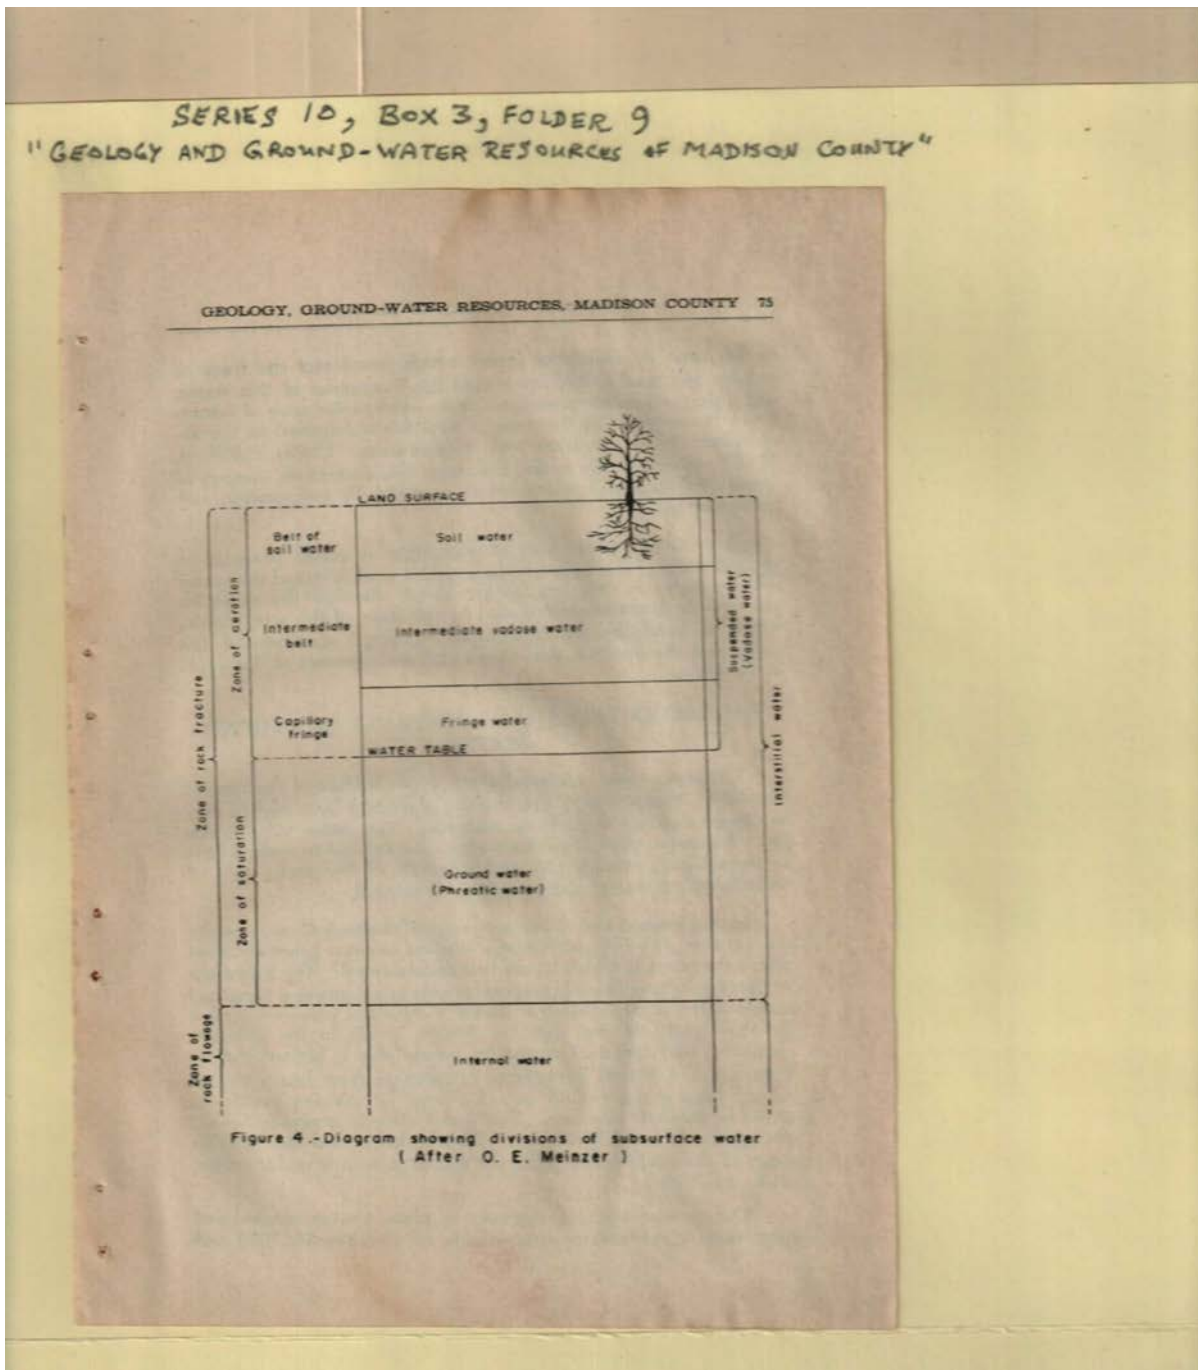 SERIES 10, BOX 3, FOLDER 9
"GEOLOGY AND GROUND-WATER RESOURCES OF MADISON COUNTY"
GEOLOGY, GROUND-WATER RESOURCES, MADISON COUNTY 75
LAND SURFACE
Belt of
soil water
Soil water
Zone of aeration
Suspended water
(Vadose water)
Intermediate
belt
Intermediate vadose water
Zone of rock fracture
Capillary
fringe
Fringe water
Interstitial water
WATER TABLE
Zone of saturation
Ground water
(Phreatic water)
Zone of
rock flowage
Internal water
Figure 4.-Diagram showing divisions of subsurface water
( After O. E. Meinzer )